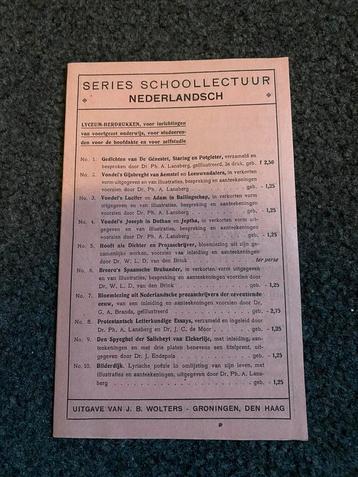 SERIES SCHOOLLECTUUR
NEDERLANDSCH
LYCEUM-HERDRUKKEN, voor inrichtingen
van voortgezet onderwijs, voor studeeren-
den voor de hoofdakte en voor zelfstudie
No. 1. Gedichten van De Génestet, Staring en Potgieter, verzameld en
besproken door Dr. Ph. A. Lansberg, geïllustreerd, 2e druk, geb. f 2,50
No. 2. Vondel's Gijsbreght van Aemstel en Leeuwendalers, in verkorten
vorm uitgegeven en van illustraties, bespreking en aanteekeningen
voorzien door Dr. Ph. A. Lansberg . . . geb. - 1,25
No. 3. Vondel's Lucifer en Adam in Ballingschap, in verkorten vorm
uitgegeven en van illustraties, bespreking en aanteekeningen
voorzien door Dr. Ph. A. Lansberg . . . geb. - 1,25
No. 4. Vondel's Joseph in Dothan en Jeptha, in verkorten vorm uit-
gegeven en van illustraties, bespreking en aanteekeningen
voorzien door Dr. Ph. A. Lansberg . . . geb. - 1,25
No. 5. Hooft als Dichter en Prozaschrijver, bloemlezing uit zijn ge-
zamenlijke werken, voorzien van inleiding en aanteekeningen
door Dr. W. L. D. van den Brink . . . ter perse
No. 6. Breero's Spaansche Brabander, in verkorten vorm uitgegeven
en van illustraties, bespreking en aanteekeningen voorzien door
Dr. W. L. D. van den Brink . . . geb. - 1,25
No. 7. Bloemlezing uit Nederlandsche prozaschrijvers der zeventiende
eeuw, van een inleiding en aanteekeningen voorzien door Dr.
G. A. Brands, geïllustreerd . . . geb. - 2,75
No. 8. Protestantsch Letterkundige Essays, verzameld en ingeleid door
Dr. Ph. A. Lansberg en Dr. J. C. de Moor . . geb. - 1,25
No. 9. Den Spyeghel der Salicheyt van Elckerlijc, met inleiding, aan-
teekeningen en met drie platen benevens een titelprent, uit-
gegeven door Dr. J. Endepols . . . geb. - 1,25
No. 10. Bilderdijk. Lyrische poëzie in omlijsting van zijn leven, met
illustraties en aanteekeningen, uitgegeven door Dr. Ph. A. Lans-
berg . . . geb. - 1,25
UITGAVE VAN J. B. WOLTERS - GRONINGEN, DEN HAAG